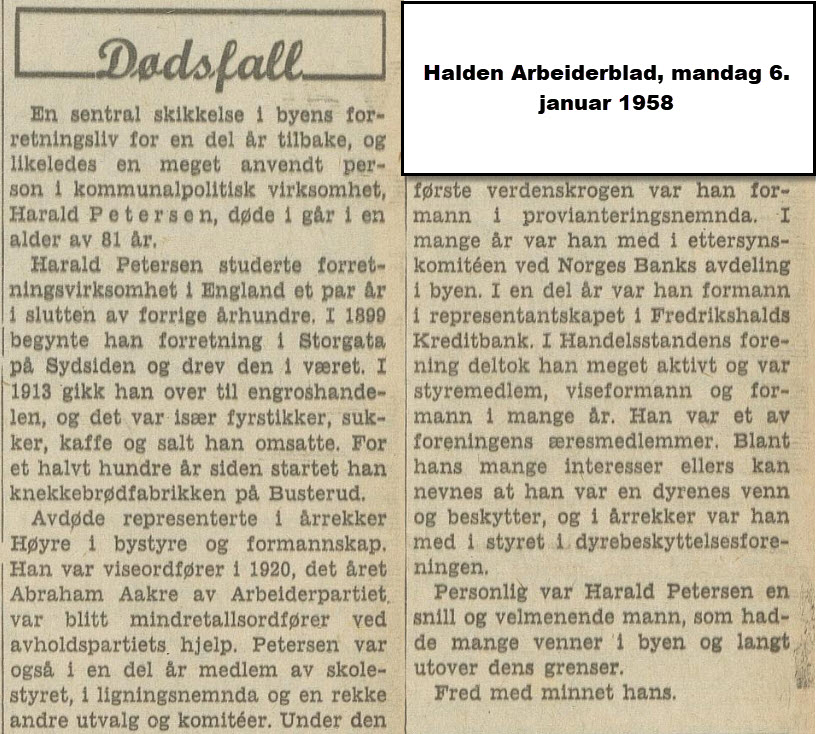 Dødsfall
En sentral skikkelse i byens for-
retningsliv for en del år tilbake, og
likeledes en meget anvendt per-
son i kommunalpolitisk virksomhet,
Harald Petersen, døde i går i en
alder av 81 år.
Harald Petersen studerte forret-
ningsvirksomhet i England et par år
i slutten av forrige århundre. I 1899
begynte han forretning i Storgata
på Sydsiden og drev den i været. I
1913 gikk han over til engroshande-
len, og det var især fyrstikker, suk-
ker, kaffe og salt han omsatte. For
et halvt hundre år siden startet han
knekkebrødfabrikken på Busterud.
Avdøde representerte i årrekker
Høyre i bystyre og formannskap.
Han var viseordfører i 1920, det året
Abraham Aakre av Arbeiderpartiet
var blitt mindretallsordfører ved
avholdspartiets hjelp. Petersen var
også i en del år medlem av skole-
styret, i ligningsnemnda og en rekke
andre utvalg og komitéer. Under den
Halden Arbeiderblad, mandag 6.
januar 1958
første verdenskrogen var han for-
mann i provianteringsnemnda. I
mange år var han med i ettersyns-
komitéen ved Norges Banks avdeling
i byen. I en del år var han formann
i representantskapet i Fredrikshalds
Kreditbank. I Handelsstandens fore-
ning deltok han meget aktivt og var
styremedlem, viseformann og for-
mann i mange år. Han var et av
foreningens æresmedlemmer. Blant
hans mange interesser ellers kan
nevnes at han var en dyrenes venn
og beskytter, og i årrekker var han
med i styret i dyrebeskyttelsesfore-
ningen.
Personlig var Harald Petersen en
snill og velmenende mann, som had-
de mange venner i byen og langt
utover dens grenser.
Fred med minnet hans.